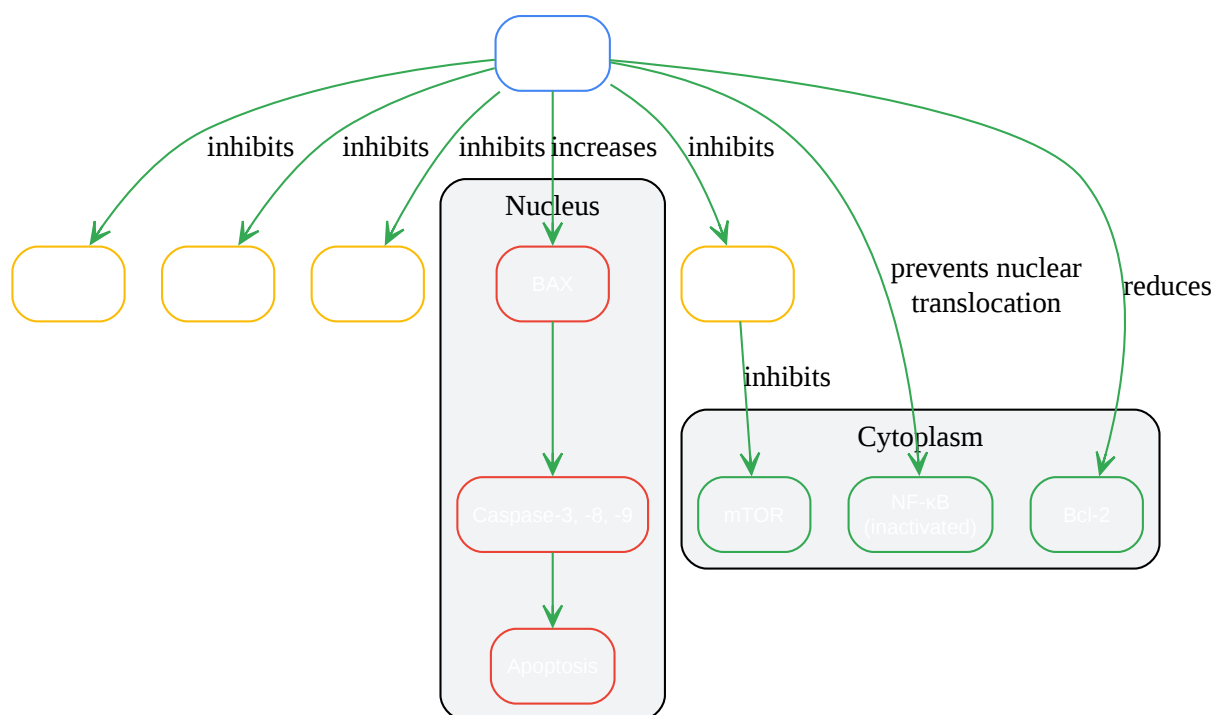 inhibits
inhibits
inhibits
increases
inhibits
Nucleus
BAX
prevents nuclear
translocation
reduces
inhibits
Cytoplasm
Caspase-3, -8, -9
mTOR
NF-κB
(inactivated)
Bcl-2
Apoptosis